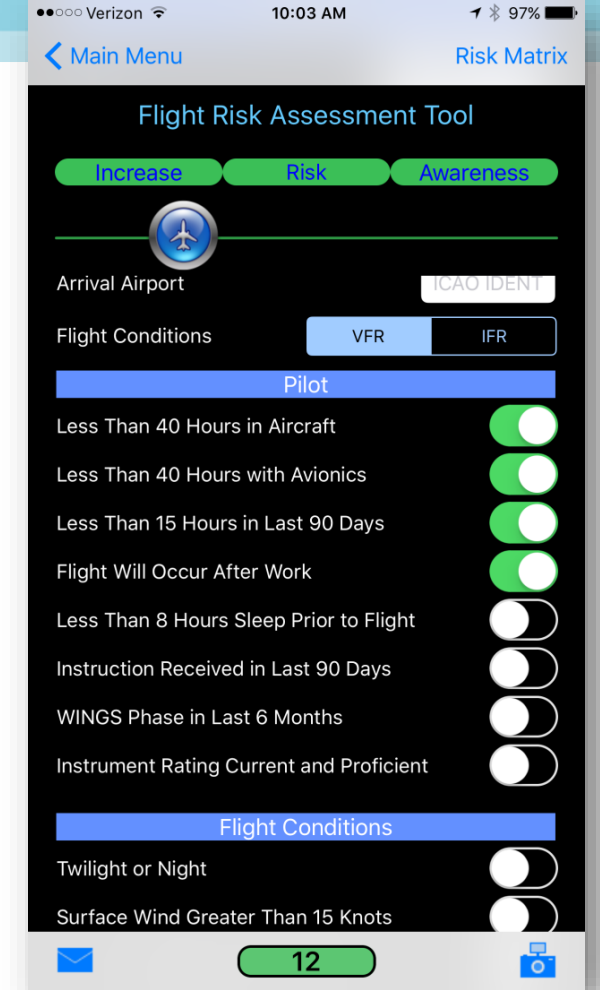 Verizon 10:03 AM 97%
Main Menu Risk Matrix
Flight Risk Assessment Tool
Increase Risk Awareness
Arrival Airport ICAO IDENT
Flight Conditions VFR IFR
Pilot
Less Than 40 Hours in Aircraft
Less Than 40 Hours with Avionics
Less Than 15 Hours in Last 90 Days
Flight Will Occur After Work
Less Than 8 Hours Sleep Prior to Flight
Instruction Received in Last 90 Days
WINGS Phase in Last 6 Months
Instrument Rating Current and Proficient
Flight Conditions
Twilight or Night
Surface Wind Greater Than 15 Knots
12